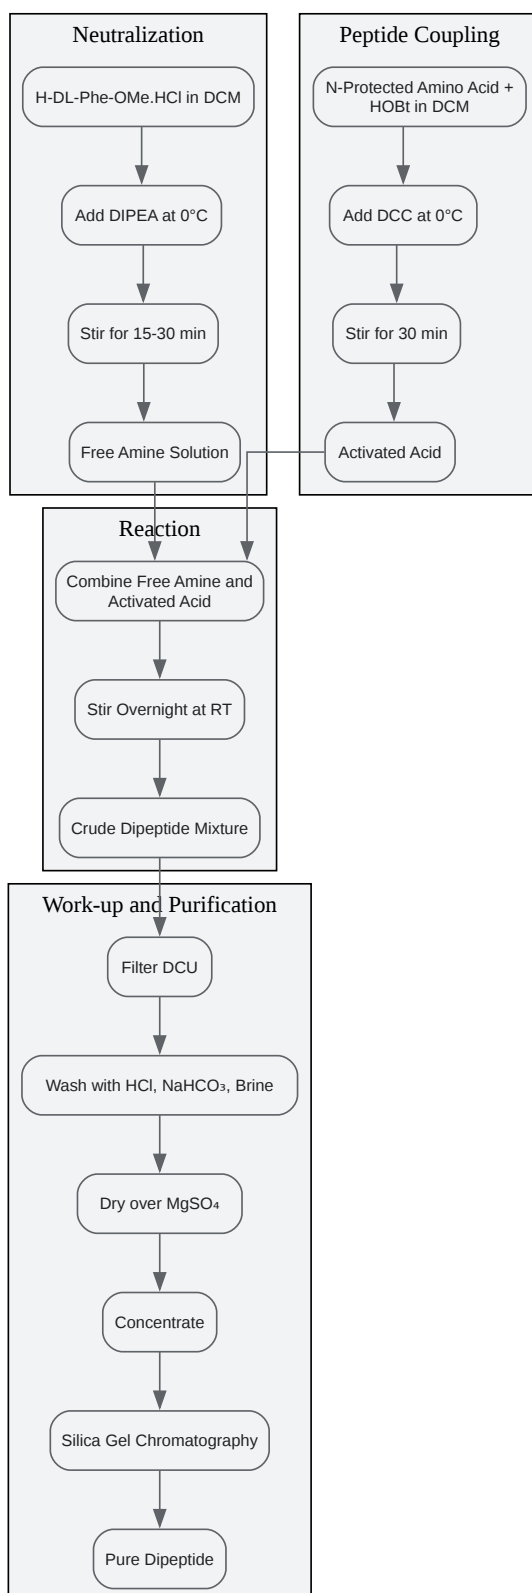 Neutralization
H-DL-Phe-OMe.HCl in DCM
Add DIPEA at 0°C
Stir for 15-30 min
Free Amine Solution
Peptide Coupling
N-Protected Amino Acid +
HOBt in DCM
Add DCC at 0°C
Stir for 30 min
Activated Acid
Reaction
Combine Free Amine and
Activated Acid
Stir Overnight at RT
Crude Dipeptide Mixture
Work-up and Purification
Filter DCU
Wash with HCl, NaHCO₃, Brine
Dry over MgSO₄
Concentrate
Silica Gel Chromatography
Pure Dipeptide